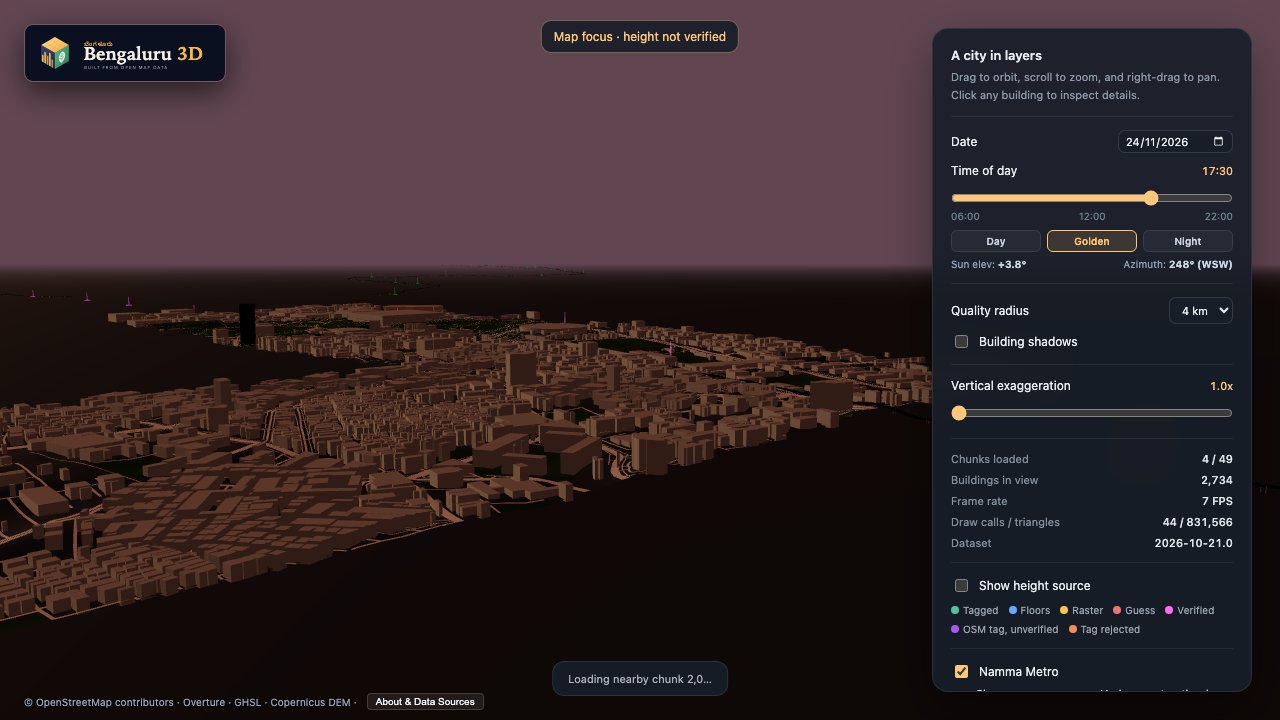 ಬೆಂಗಳೂರು
Bengaluru 3D
BUILT FROM OPEN MAP DATA
Map focus · height not verified
A city in layers
Drag to orbit, scroll to zoom, and right-drag to pan.
Click any building to inspect details.
Date 24/11/2026
Time of day 17:30
06:00 12:00 22:00
Day Golden Night
Sun elev: +3.8° Azimuth: 248° (WSW)
Quality radius 4 km
Building shadows
Vertical exaggeration 1.0x
Chunks loaded 4 / 49
Buildings in view 2,734
Frame rate 7 FPS
Draw calls / triangles 44 / 831,566
Dataset 2026-10-21.0
Show height source
Tagged Floors Raster Guess Verified
OSM tag, unverified Tag rejected
Namma Metro
Loading nearby chunk 2,0...
© OpenStreetMap contributors · Overture · GHSL · Copernicus DEM · About & Data Sources